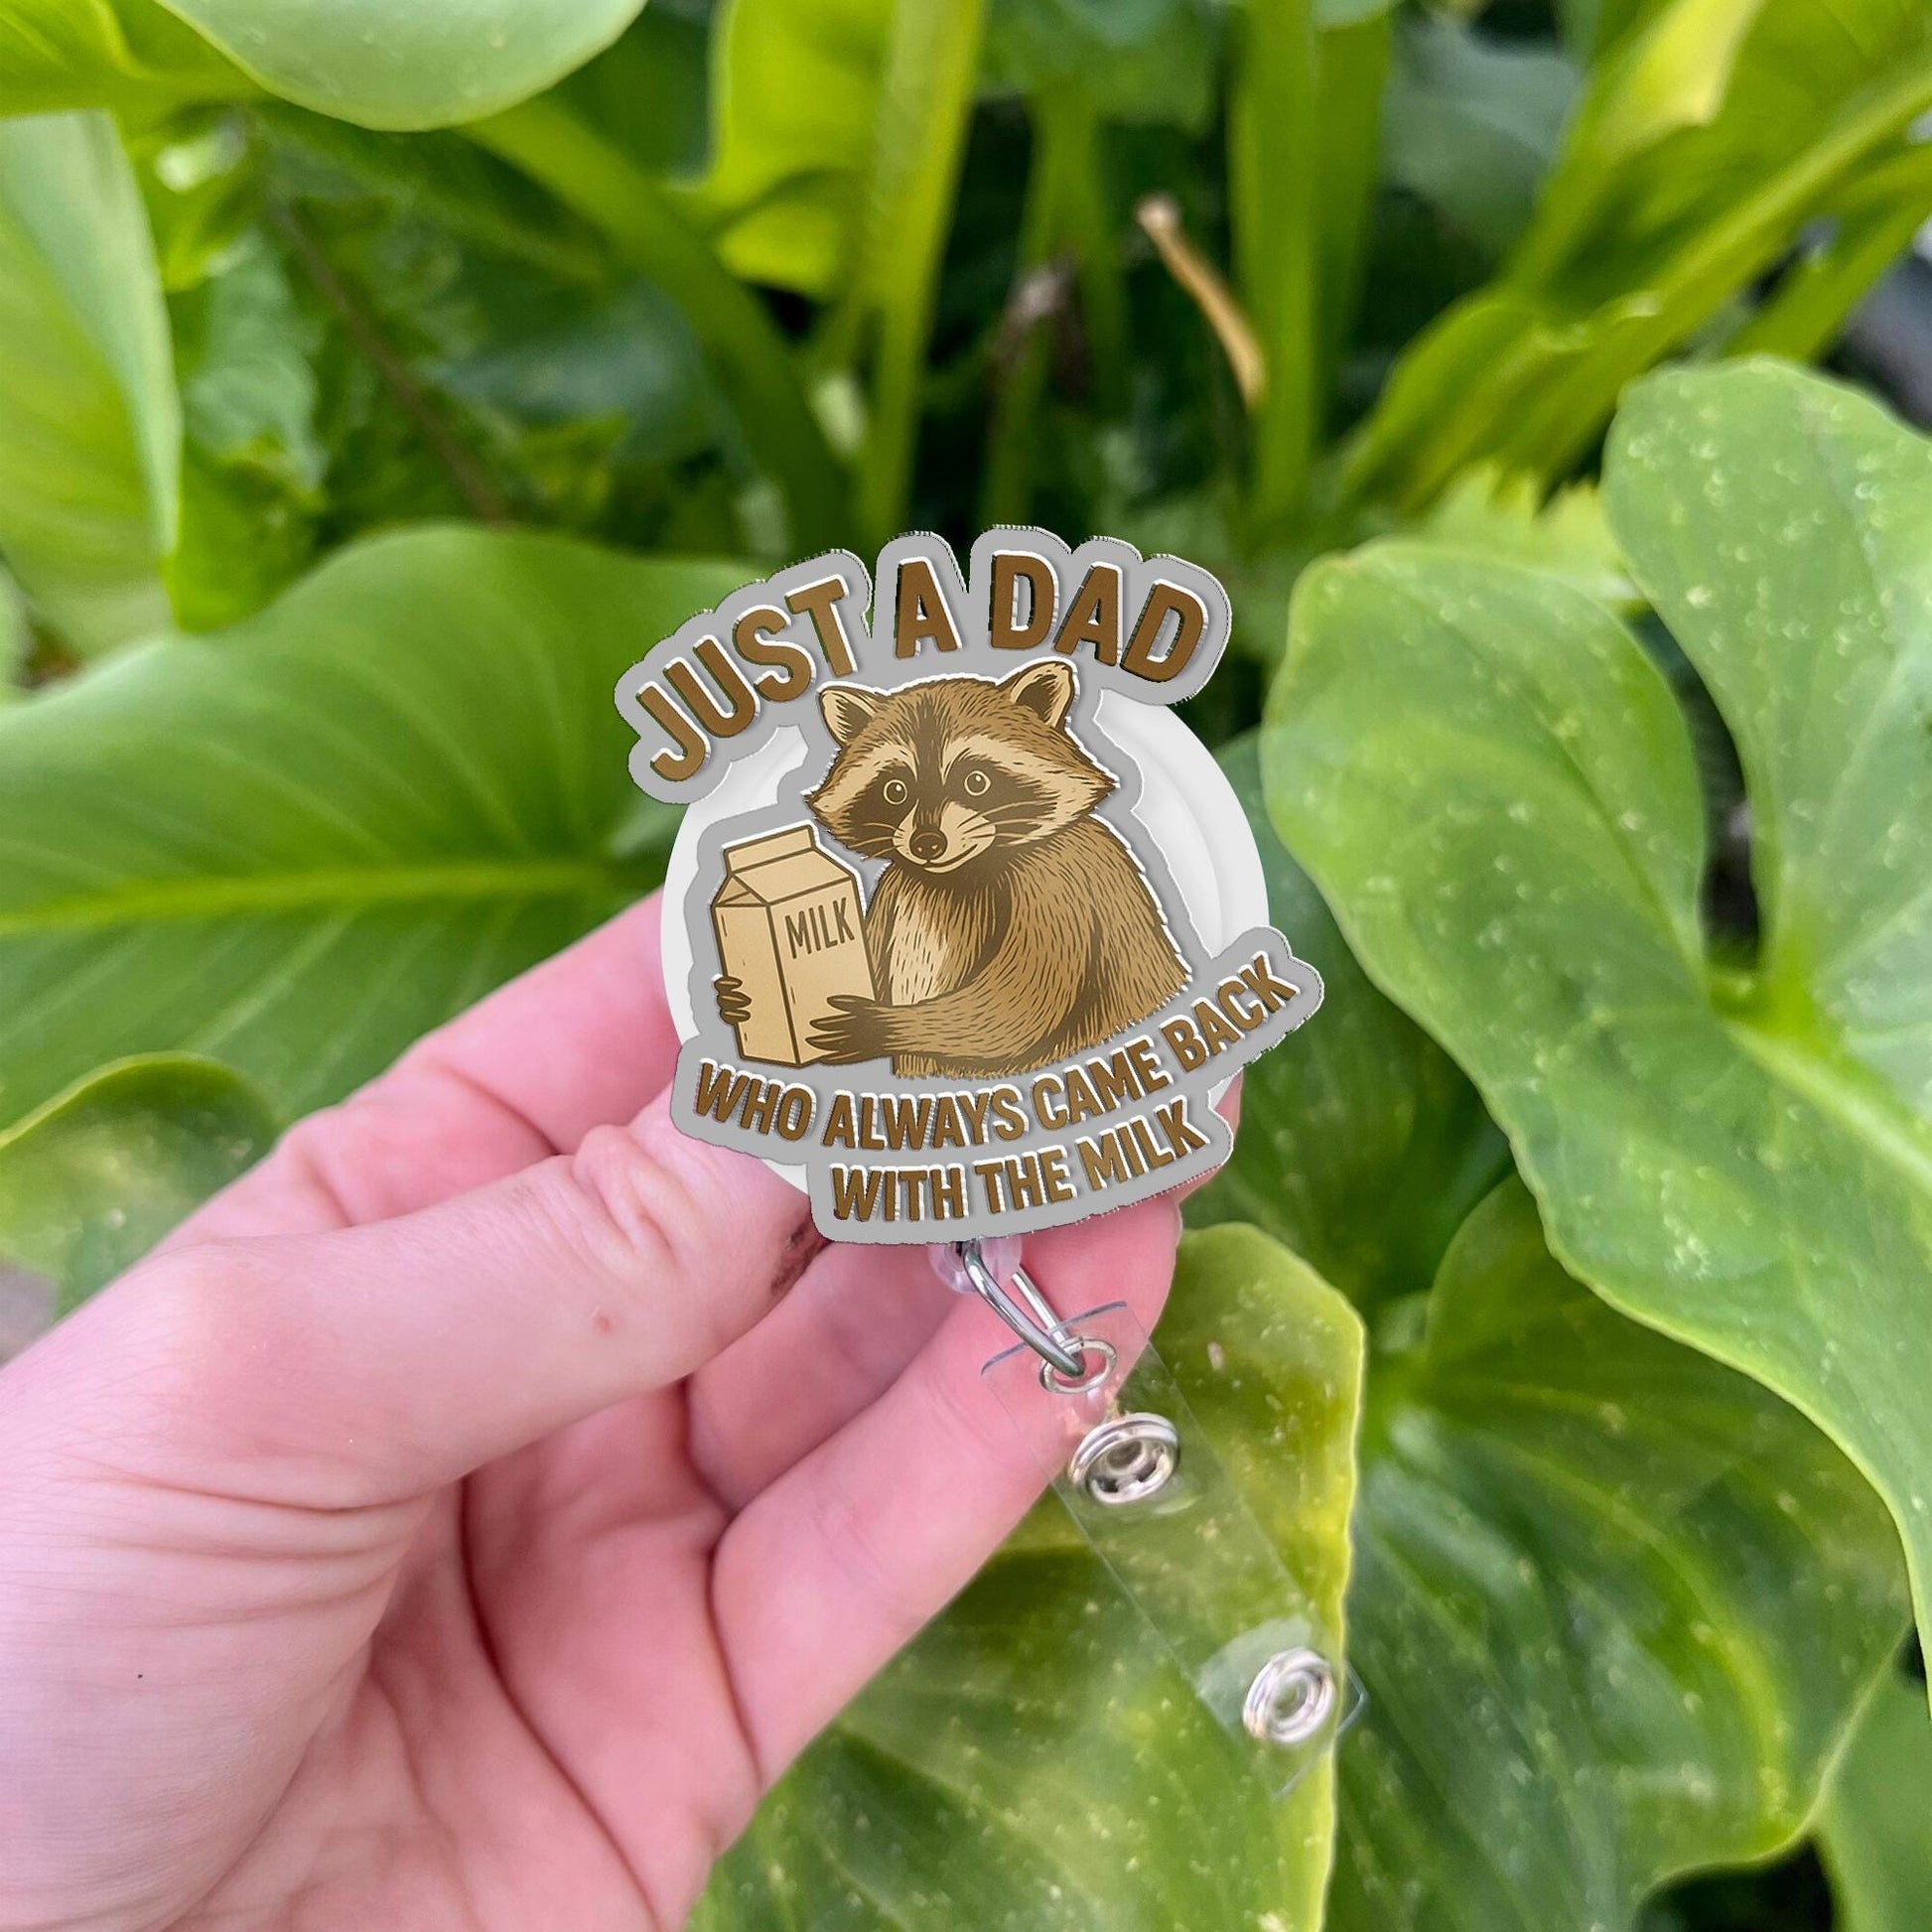 JUST A DAD
MILK
WHO ALWAYS CAME BACK
WITH THE MILK